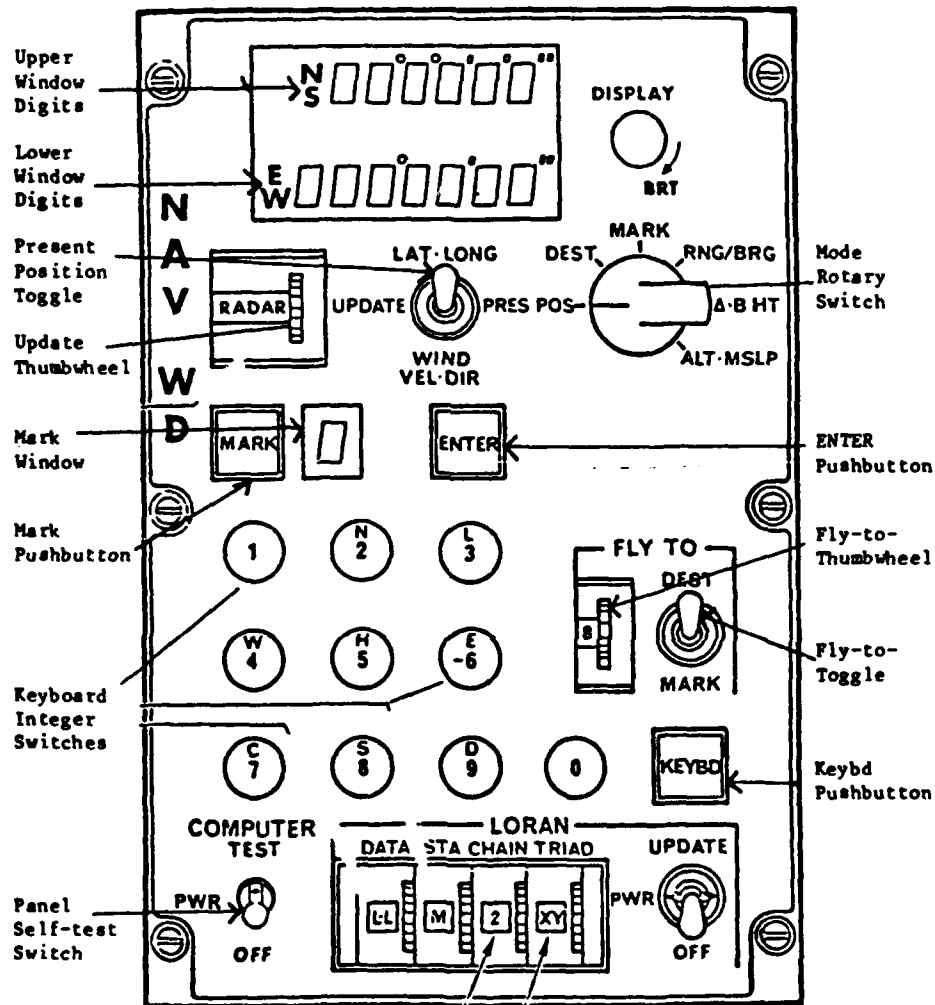 Upper
Window
Digits
N
S
DISPLAY
BRT
Lower
Window
Digits
E
W
N
A
V
W
D
Present
Position
Toggle
LAT·LONG
UPDATE
WIND
VEL·DIR
MARK
DEST
RNG/BRG
PRES POS
Δ·B HT
ALT·MSLP
Mode
Rotary
Switch
RADAR
Update
Thumbwheel
Mark
Window
MARK
ENTER
ENTER
Pushbutton
Mark
Pushbutton
1
N
2
L
3
FLY TO
DEST
8
MARK
Fly-to-
Thumbwheel
W
4
H
5
E
-6
Fly-to-
Toggle
Keyboard
Integer
Switches
C
7
S
8
D
9
0
KEYBD
Keybd
Pushbutton
COMPUTER
TEST
PWR
OFF
LORAN
DATA STA CHAIN TRIAD
L·L M 2 XY
UPDATE
PWR
OFF
Panel
Self-test
Switch